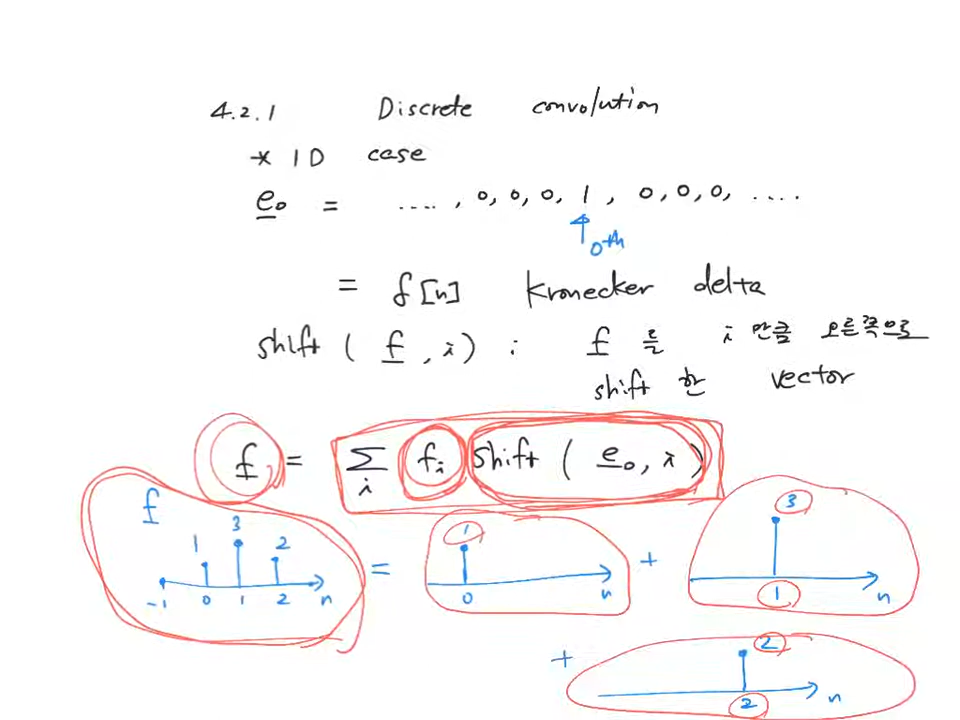 4.2.1 Discrete convolution
* 1D case
e₀ = ...., 0, 0, 0, 1, 0, 0, 0, ....
0th
= δ[n] Kronecker delta
shift ( f , i ) : f 를 i 만큼 오른쪽으로
shift 한 vector
f = Σ fᵢ shift ( e₀, i )
i
f
1 3 2
-1 0 1 2 n
=
1
0 n
+
3
1 n
+
2
2 n